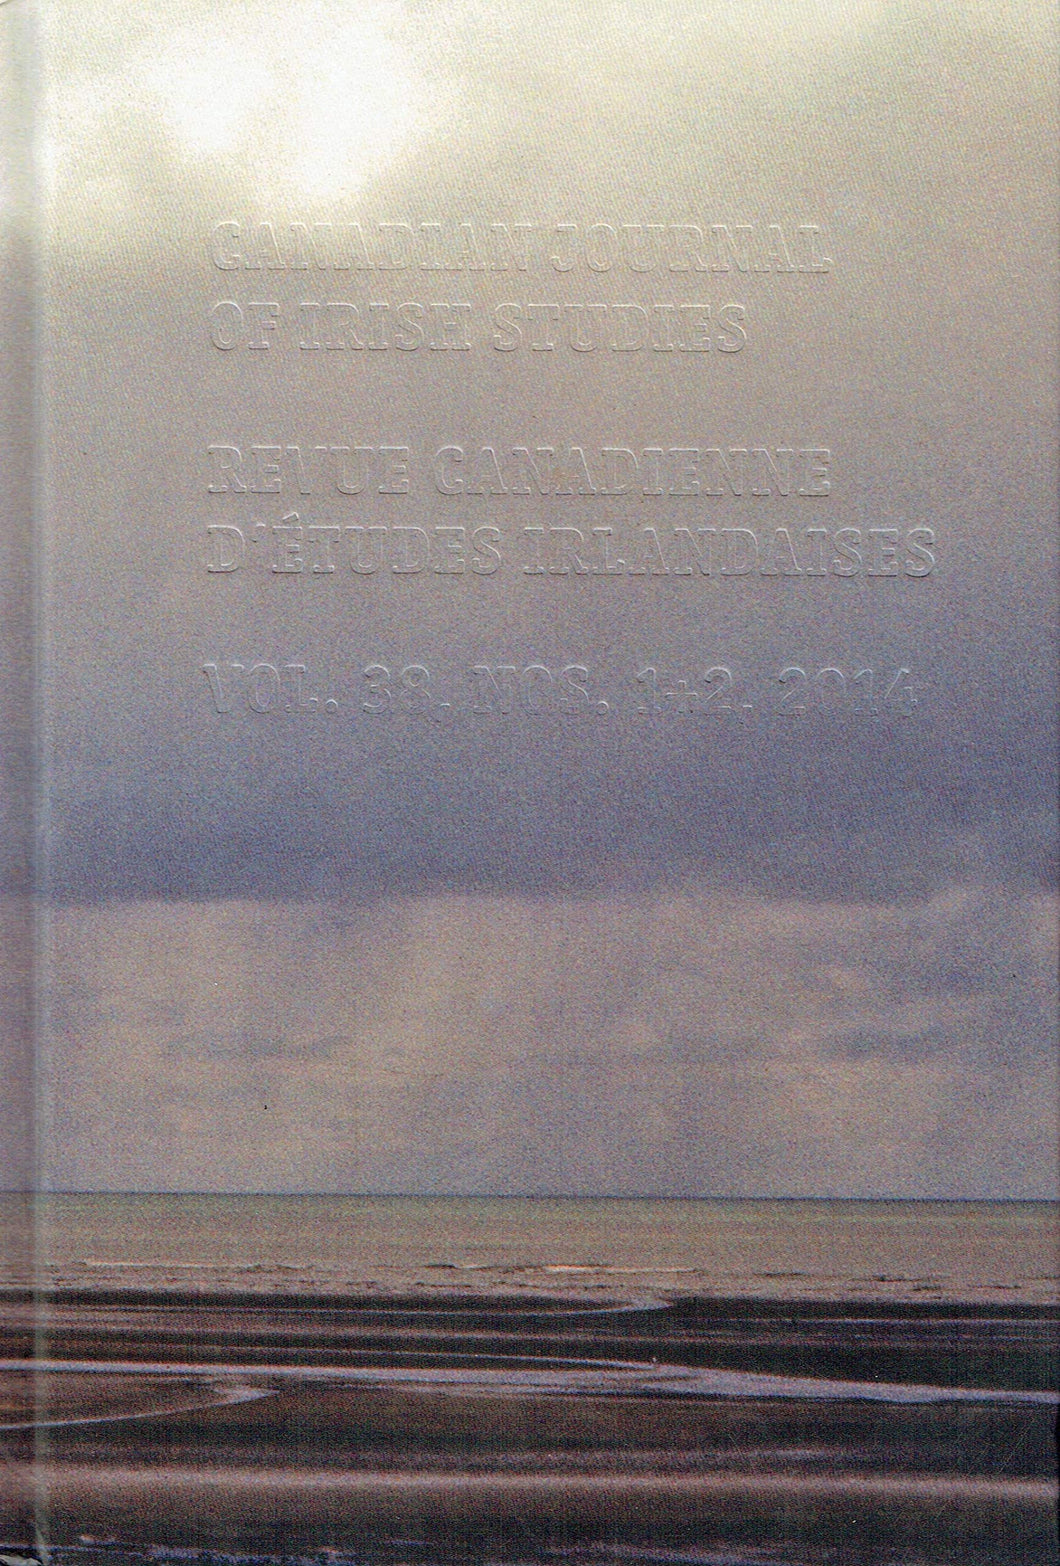 CANADIAN JOURNAL
OF IRISH STUDIES
REVUE CANADIENNE
D'ÉTUDES IRLANDAISES
VOL. 38, NOS. 1+2, 2014